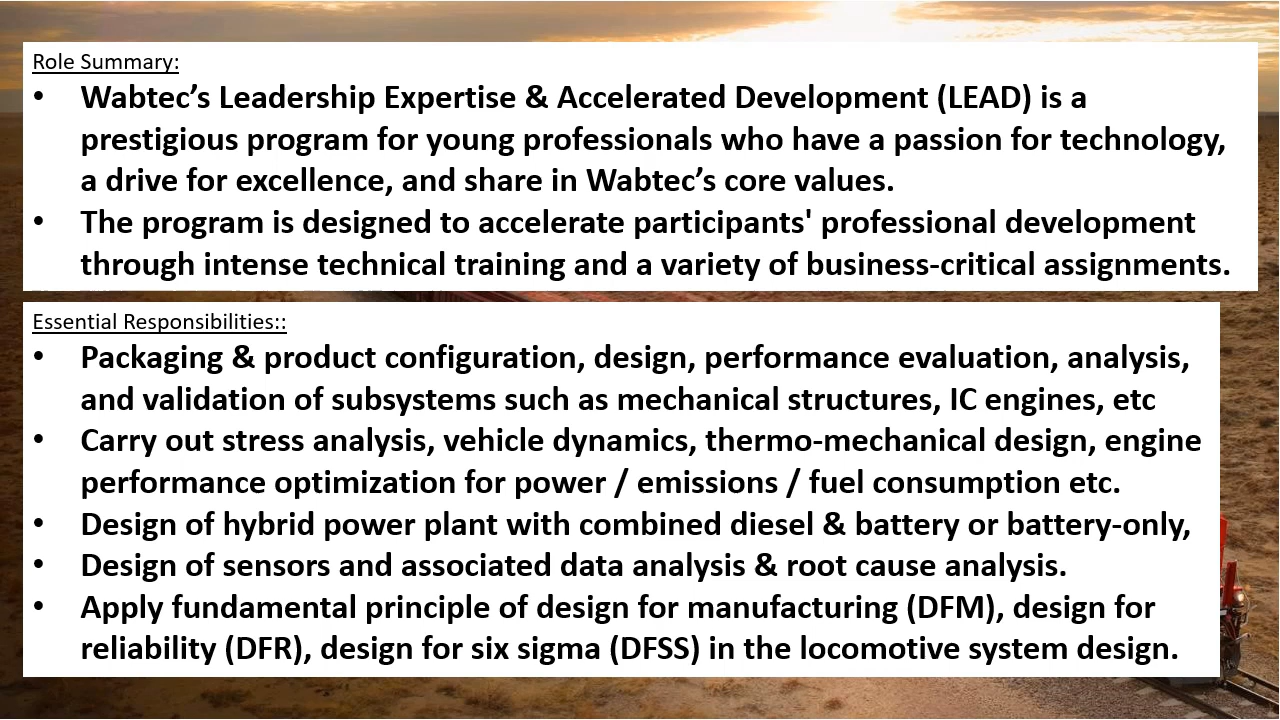 Role Summary:
• Wabtec’s Leadership Expertise & Accelerated Development (LEAD) is a
prestigious program for young professionals who have a passion for technology,
a drive for excellence, and share in Wabtec’s core values.
• The program is designed to accelerate participants' professional development
through intense technical training and a variety of business-critical assignments.
Essential Responsibilities::
• Packaging & product configuration, design, performance evaluation, analysis,
and validation of subsystems such as mechanical structures, IC engines, etc
• Carry out stress analysis, vehicle dynamics, thermo-mechanical design, engine
performance optimization for power / emissions / fuel consumption etc.
• Design of hybrid power plant with combined diesel & battery or battery-only,
• Design of sensors and associated data analysis & root cause analysis.
• Apply fundamental principle of design for manufacturing (DFM), design for
reliability (DFR), design for six sigma (DFSS) in the locomotive system design.